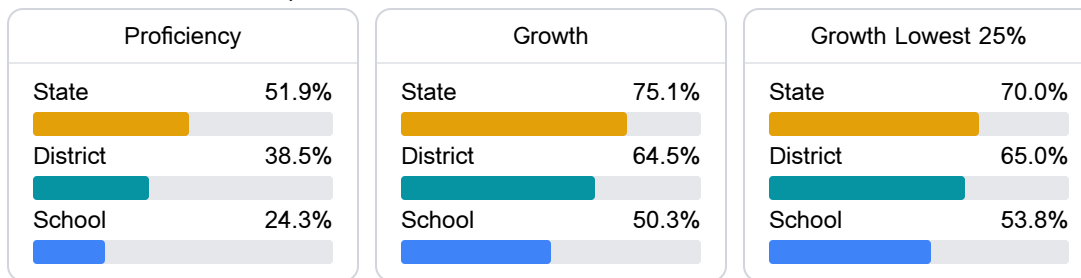 Proficiency
State 51.9%
District 38.5%
School 24.3%
Growth
State 75.1%
District 64.5%
School 50.3%
Growth Lowest 25%
State 70.0%
District 65.0%
School 53.8%